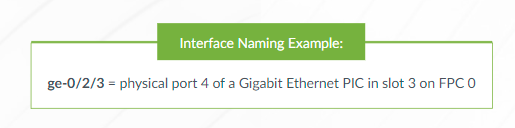 Interface Naming Example:
ge-0/2/3 = physical port 4 of a Gigabit Ethernet PIC in slot 3 on FPC 0